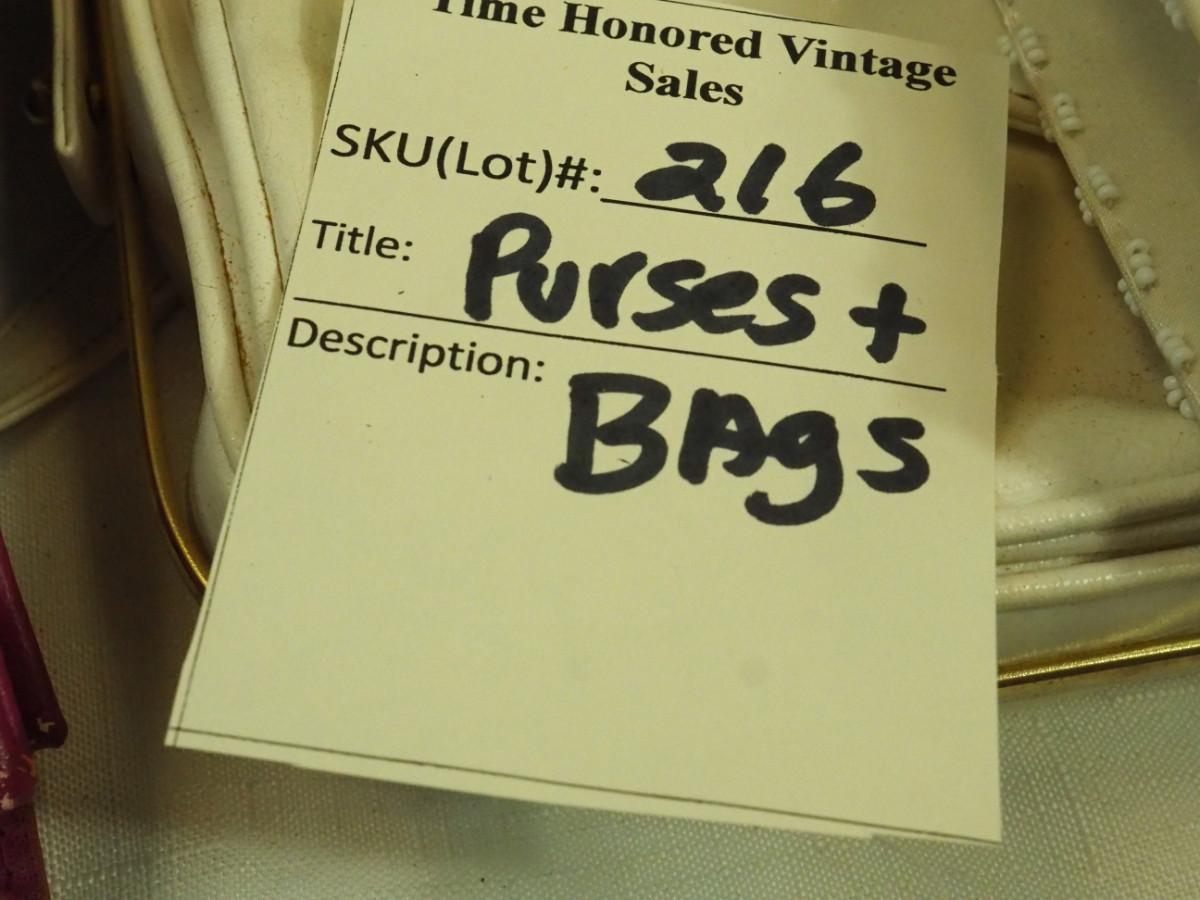 Time Honored Vintage
Sales
SKU(Lot)#: 216
Title: Purses +
Description: BAgs